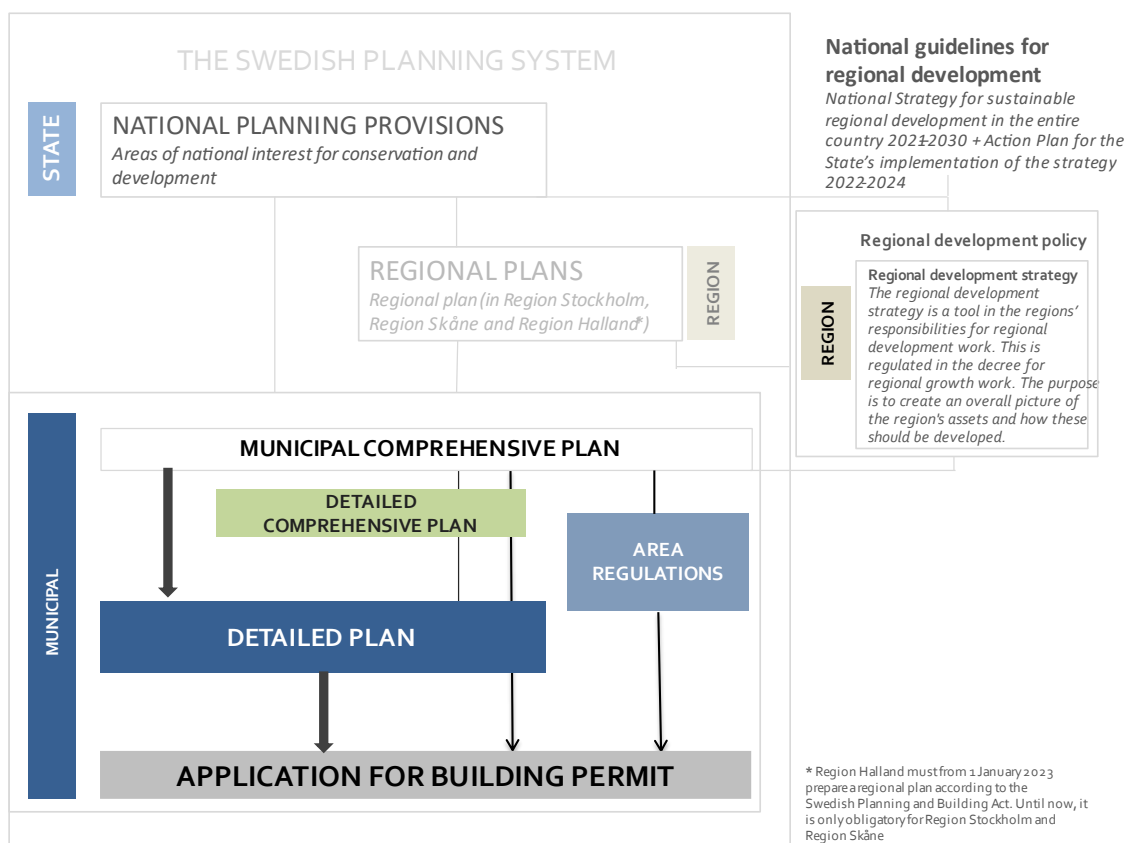 THE SWEDISH PLANNING SYSTEM
STATE
NATIONAL PLANNING PROVISIONS
Areas of national interest for conservation and
development
National guidelines for
regional development
National Strategy for sustainable
regional development in the entire
country 2021-2030 + Action Plan for the
State's implementation of the strategy
2022-2024
REGIONAL PLANS
Regional plan (in Region Stockholm,
Region Skåne and Region Halland*)
REGION
Regional development policy
REGION
Regional development strategy
The regional development
strategy is a tool in the regions'
responsibilities for regional
development work. This is
regulated in the decree for
regional growth work. The purpose
is to create an overall picture of
the region's assets and how these
should be developed.
MUNICIPAL
MUNICIPAL COMPREHENSIVE PLAN
DETAILED
COMPREHENSIVE PLAN
AREA
REGULATIONS
DETAILED PLAN
APPLICATION FOR BUILDING PERMIT
* Region Halland must from 1 January 2023
prepare a regional plan according to the
Swedish Planning and Building Act. Until now, it
is only obligatory for Region Stockholm and
Region Skåne